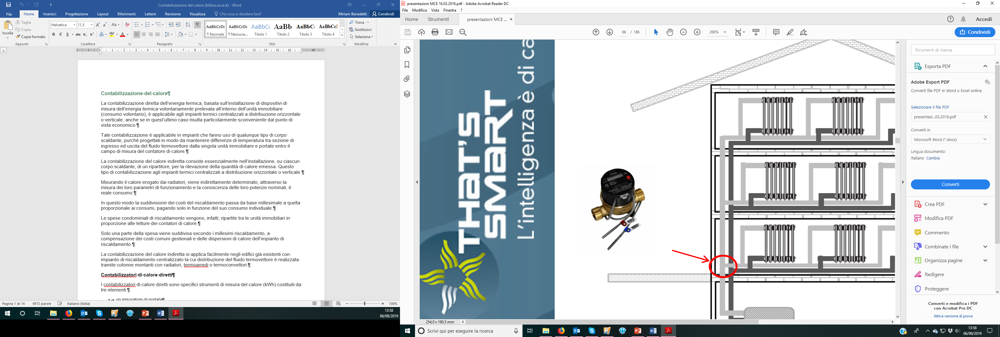 Contabilizzazione del calore (biblus.acca.it) - Word
File
Home
Inserisci
Progettazione
Layout
Riferimenti
Lettere
Revisione
Visualizza
Che cosa si desidera fare?
Miriam Benedetti
Condividi
Incolla
Taglia
Copia
Copia formato
Appunti
Helvetica
11,5
Carattere
Paragrafo
AaBbCcDc
¶ Normale
AaBbCcDc
¶ Nessuna...
AaBbCc
Titolo 1
AaBb
Titolo 2
AaBbC
Titolo 3
AaBbCc
Titolo 4
Stili
Trova
Sostituisci
Seleziona
Modifica
Contabilizzazione·del·calore¶
La·contabilizzazione·diretta·dell'energia·termica,·basata·sull'installazione·di·dispositivi·di·
misura·dell'energia·termica·volontariamente·prelevata·all'interno·dell'unità·immobiliare·
(consumo·volontario),·è·applicabile·agli·impianti·termici·centralizzati·a·distribuzione·orizzontale·
o·verticale,·anche·se·in·quest'ultimo·caso·risulta·particolarmente·sconveniente·dal·punto·di·
vista·economico.¶
Tale·contabilizzazione·è·applicabile·in·impianti·che·fanno·uso·di·qualunque·tipo·di·corpo·
scaldante,·purché·progettati·in·modo·da·mantenere·differenze·di·temperatura·tra·sezione·di·
ingresso·ed·uscita·del·fluido·termovettore·dalla·singola·unità·immobiliare·e·portate·entro·il·
campo·di·misura·del·contatore·di·calore.¶
La·contabilizzazione·del·calore·indiretta·consiste·essenzialmente·nell'installazione,·su·ciascun·
corpo·scaldante,·di·un·ripartitore,·per·la·rilevazione·della·quantità·di·calore·emessa.·Questo·
tipo·di·contabilizzazione·agli·impianti·termici·centralizzati·a·distribuzione·orizzontale·o·verticale.¶
Misurando·il·calore·erogato·dai·radiatori,·viene·indirettamente·determinato,·attraverso·la·
misura·dei·loro·parametri·di·funzionamento·e·la·conoscenza·delle·loro·potenze·nominali,·il·
reale·consumo.¶
In·questo·modo·la·suddivisione·dei·costi·del·riscaldamento·passa·da·base·millesimale·a·quella·
proporzionale·ai·consumi,·pagando·solo·in·funzione·del·suo·consumo·individuale.¶
Le·spese·condominiali·di·riscaldamento·vengono,·infatti,·ripartite·tra·le·unità·immobiliari·in·
proporzione·alle·letture·dei·contatori·di·calore.¶
Solo·una·parte·della·spesa·viene·suddivisa·secondo·i·millesimi·riscaldamento,·a·
compensazione·dei·costi·comuni·gestionali·e·delle·dispersioni·di·calore·dell'impianto·di·
riscaldamento.¶
La·contabilizzazione·del·calore·indiretta·si·applica·facilmente·negli·edifici·già·esistenti·con·
impianto·di·riscaldamento·centralizzato·la·cui·distribuzione·del·fluido·termovettore·è·realizzata·
tramite·colonne·montanti·con·radiatori,·termoarredi·o·termoconvettori.¶
Contabilizzatori·di·calore·diretti¶
I·contabilizzatori·di·calore·diretti·sono·specifici·strumenti·di·misura·del·calore·(kWh)·costituiti·da·
tre·elementi:¶
un·misuratore·di·portata¶
Pagina 1 di 14
4972 parole
Italiano (Italia)
100%
13:58
06/08/2019
presentazioni MCE 16.03.2016.pdf - Adobe Acrobat Reader DC
File Modifica Vista Finestra ?
Home
Strumenti
presentazioni MCE ...
Accedi
66 / 186
200%
Condividi
THAT'S
SMART
L'intelligenza è di ca
254,0 x 190,5 mm
Strumenti di ricerca
Esporta PDF
Adobe Export PDF
Converti file PDF in Word o Excel online
Selezionare il file PDF
presentazi...03.2016.pdf
Converti in
Microsoft Word (*.docx)
Lingua documento:
Italiano Cambia
Converti
Crea PDF
Modifica PDF
Commento
Combinate i file
Organizza pagine
Redigere
Proteggere
Converti e modifica i PDF
con Acrobat Pro DC
Attiva versione di prova
Scrivi qui per eseguire la ricerca
13:58
06/08/2019